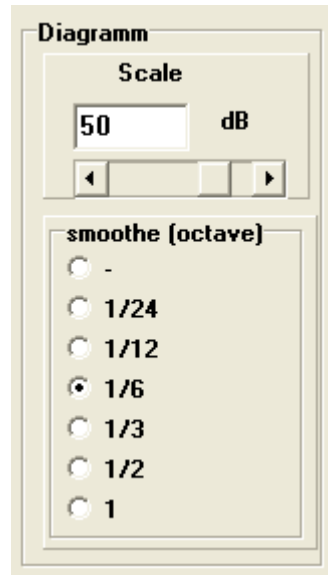 Diagramm
Scale
50 dB
smoothe (octave)
-
1/24
1/12
1/6
1/3
1/2
1